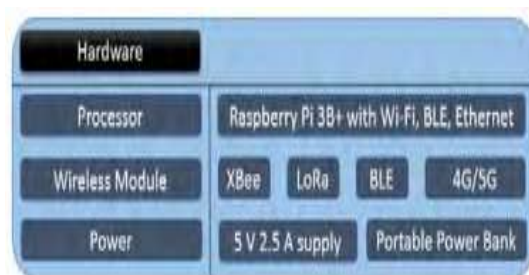 Hardware
Processor Raspberry Pi 3B+ with Wi-Fi, BLE, Ethernet
Wireless Module XBee LoRa BLE 4G/5G
Power 5 V 2.5 A supply Portable Power Bank